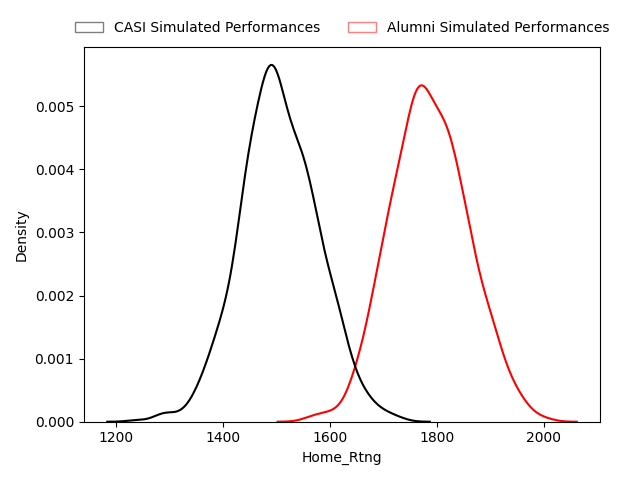 CASI Simulated Performances
Alumni Simulated Performances
0.005
0.004
0.003
0.002
0.001
0.000
Density
1200
1400
1600
1800
2000
Home_Rtng